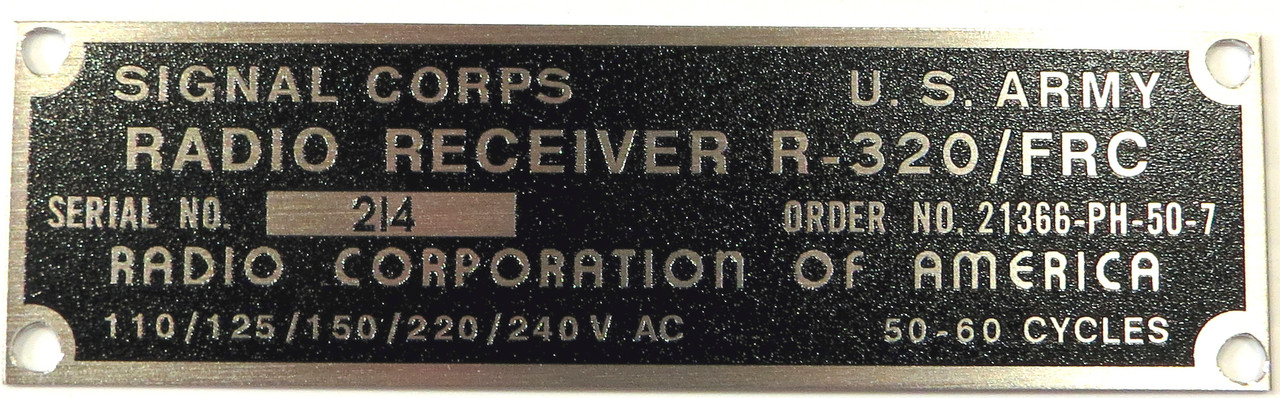 SIGNAL CORPS U. S. ARMY
RADIO RECEIVER R-320/FRC
SERIAL NO. 214 ORDER NO. 21366-PH-50-7
RADIO CORPORATION OF AMERICA
110/125/150/220/240V AC 50-60 CYCLES